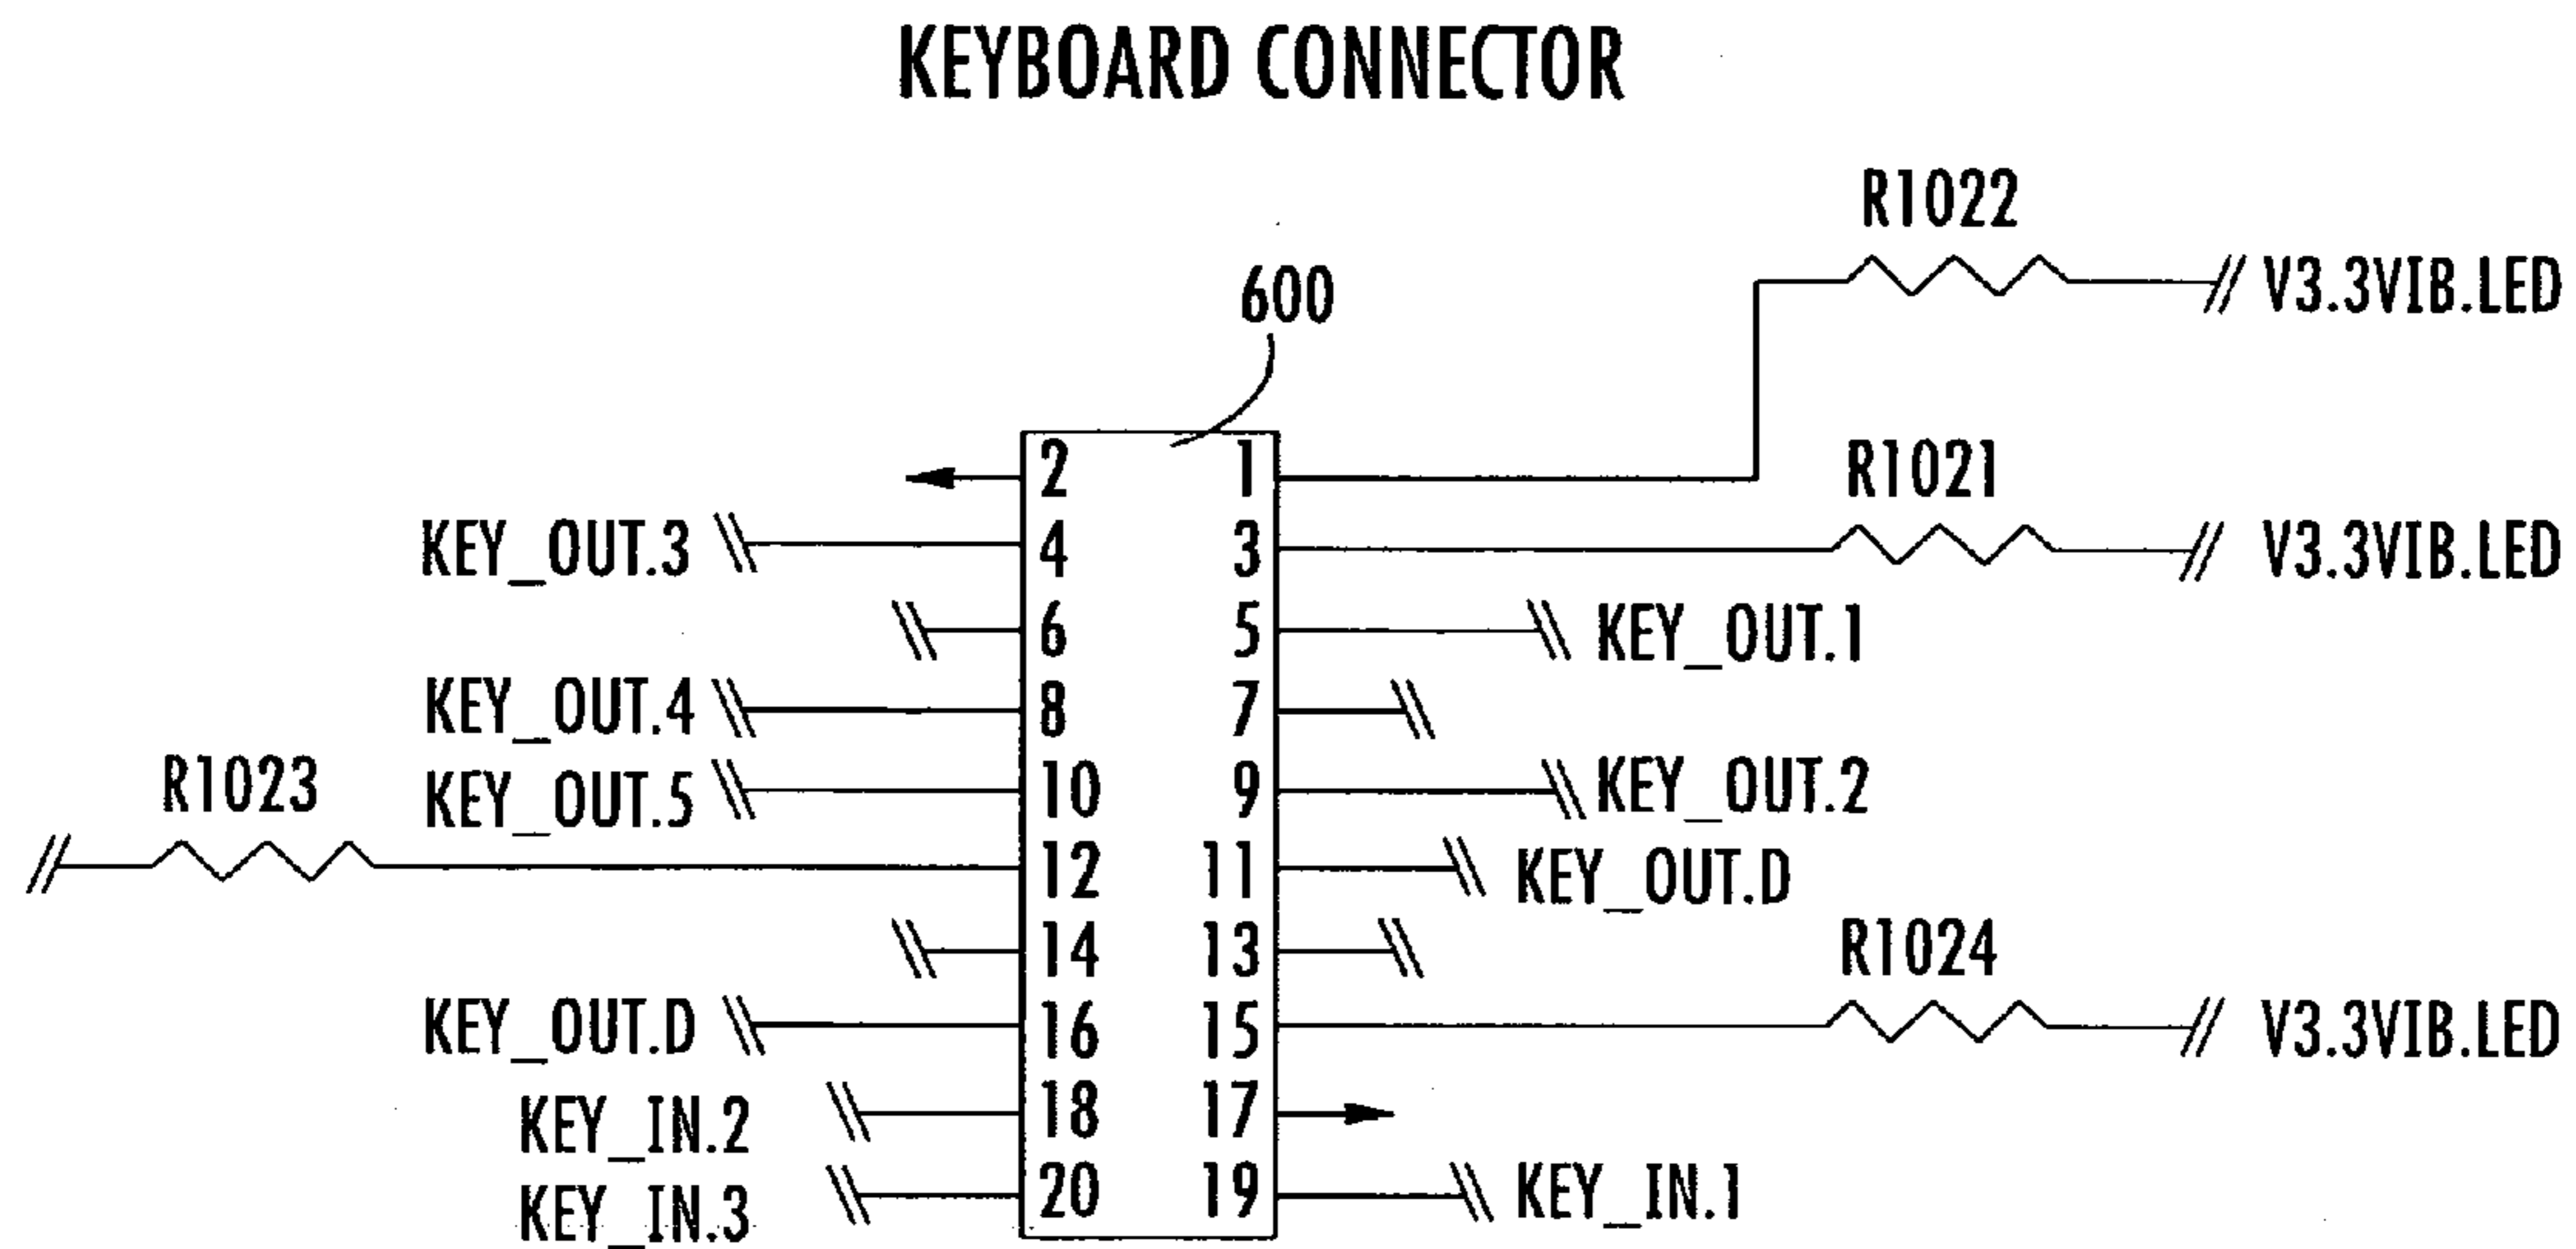 KEYBOARD CONNECTOR
R1022
600
V3.3VIB.LED
2 1
R1021
KEY_OUT.3 4 3 V3.3VIB.LED
6 5 KEY_OUT.1
KEY_OUT.4 8 7
R1023
KEY_OUT.5 10 9 KEY_OUT.2
12 11 KEY_OUT.D
14 13
R1024
KEY_OUT.D 16 15 V3.3VIB.LED
KEY_IN.2 18 17
KEY_IN.3 20 19 KEY_IN.1